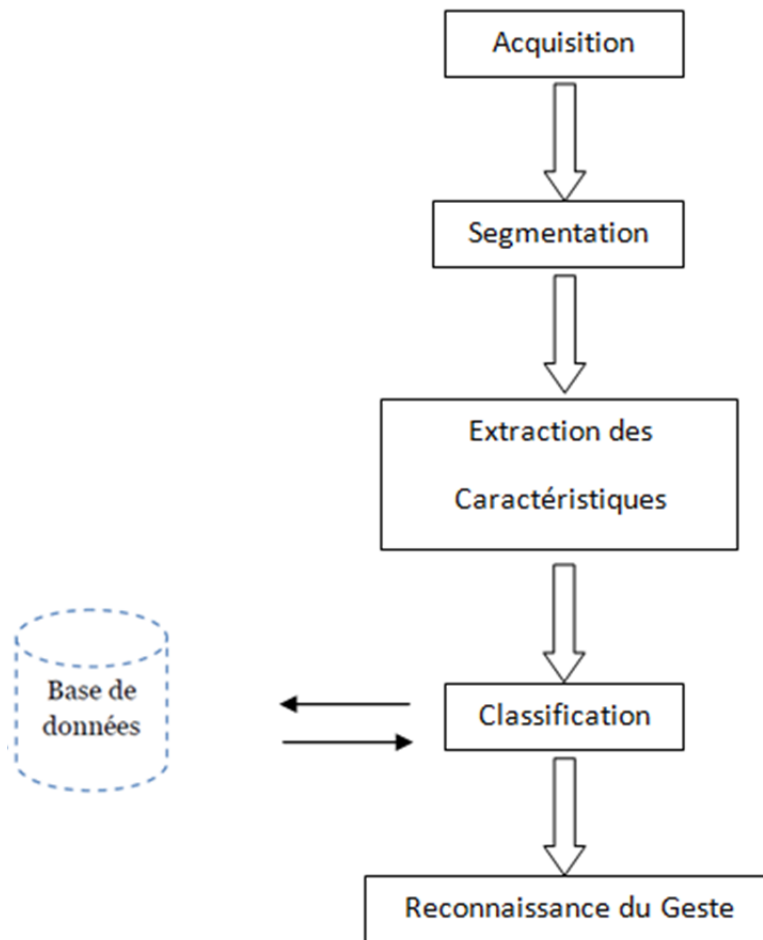 Acquisition
Segmentation
Extraction des
Caractéristiques
Base de
données
Classification
Reconnaissance du Geste